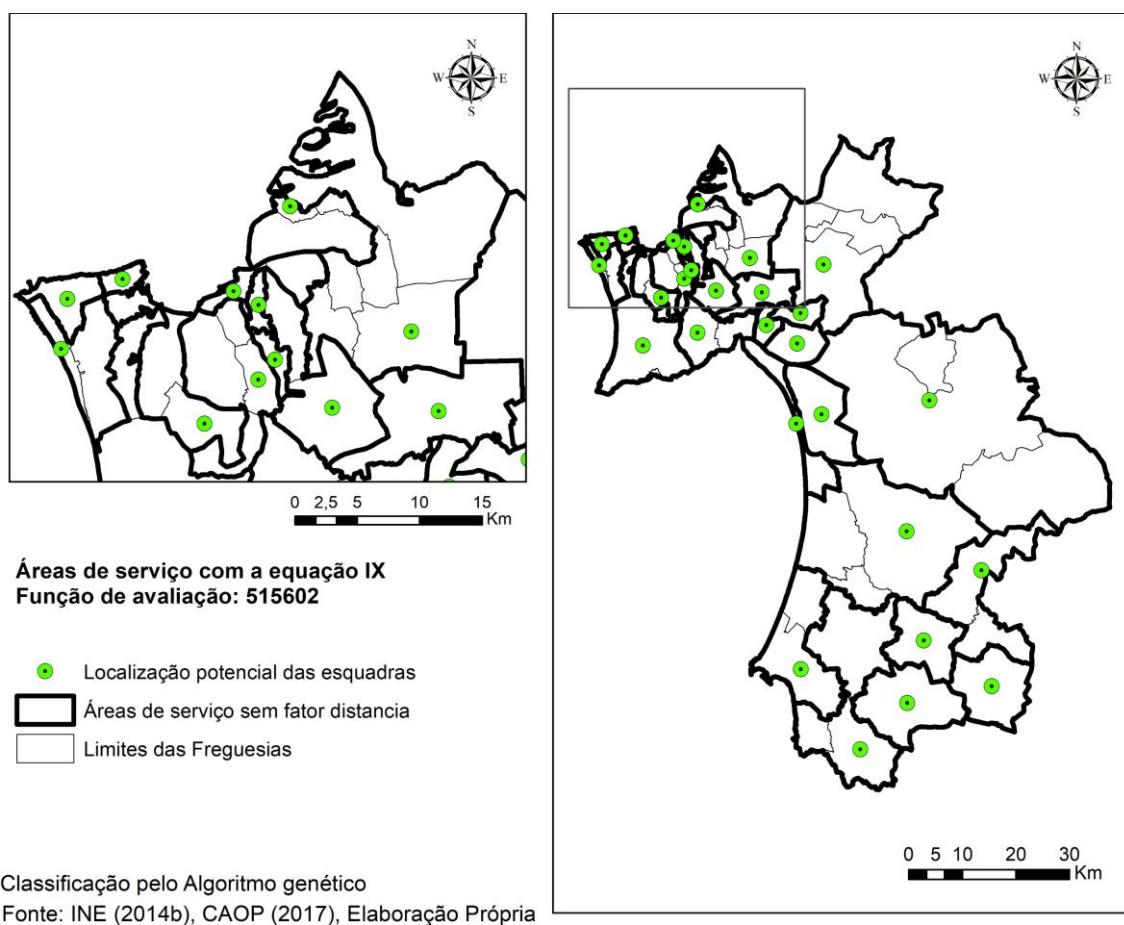 N
W E
S
0 2,5 5 10 15
Km
Áreas de serviço com a equação IX
Função de avaliação: 515602
Localização potencial das esquadras
Áreas de serviço sem fator distancia
Limites das Freguesias
Classificação pelo Algoritmo genético
Fonte: INE (2014b), CAOP (2017), Elaboração Própria
N
W E
S
0 5 10 20 30
Km